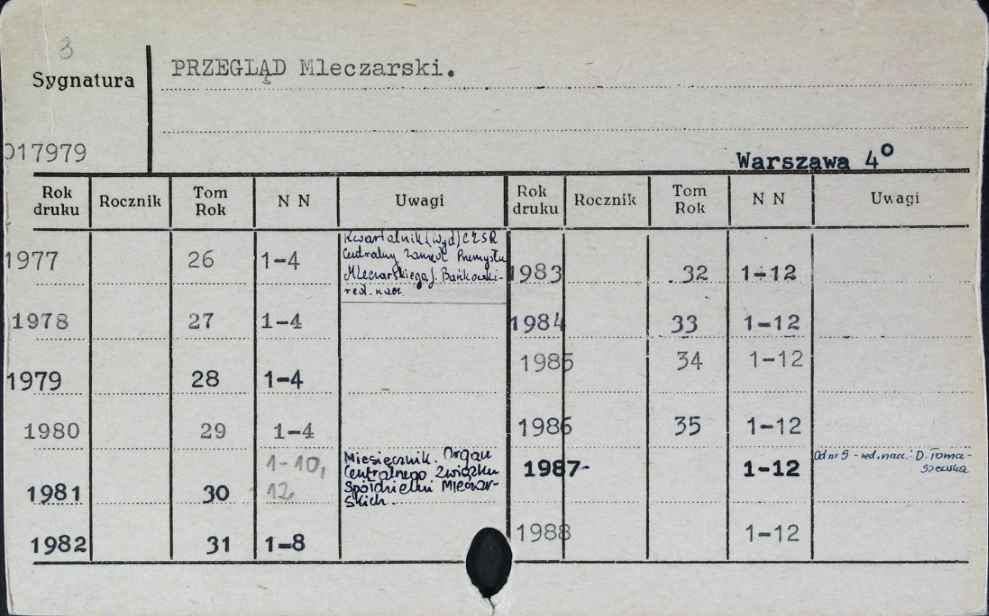 3
Sygnatura
PRZEGLĄD Mleczarski.
017979
Warszawa 4°
Rok druku Rocznik Tom Rok N N Uwagi Rok druku Rocznik Tom Rok N N Uwagi
1977 26 1-4
Kwartalnik (Wyd) CZSR
Centralny Zarząd Przemysłu
Mleczarskiego J. Bańkowski-
red. nacz.
1983 32 1-12
1978 27 1-4
1984 33 1-12
1979 28 1-4
1985 34 1-12
1980 29 1-4
1986 35 1-12
1981 30 1-10,
12
Miesięcznik. Organ
Centralnego Związku
Spółdzielni Mleczar-
skich.
1987- 1-12
Od nr 5 - red. nacz.: D. Toma-
szewska
1982 31 1-8
1988 1-12